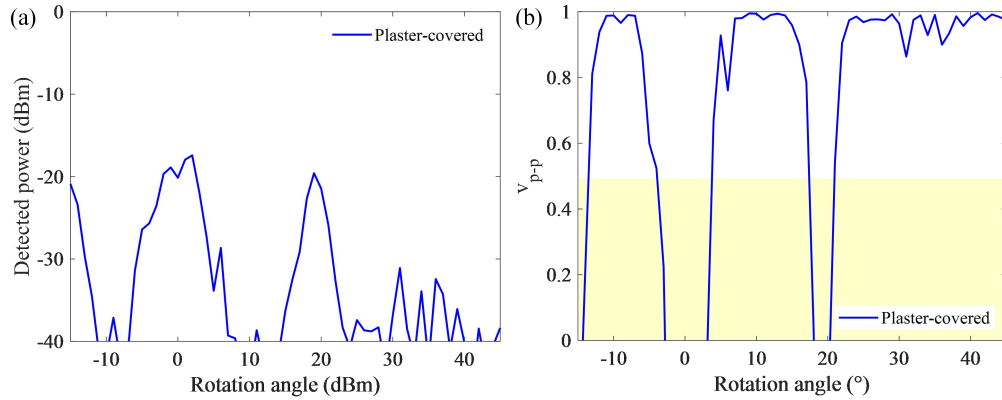 (a)
Plaster-covered
Detected power (dBm)
0
-10
-20
-30
-40
-10 0 10 20 30 40
Rotation angle (dBm)
(b)
Plaster-covered
v p-p
1
0.8
0.6
0.4
0.2
0
-10 0 10 20 30 40
Rotation angle (°)